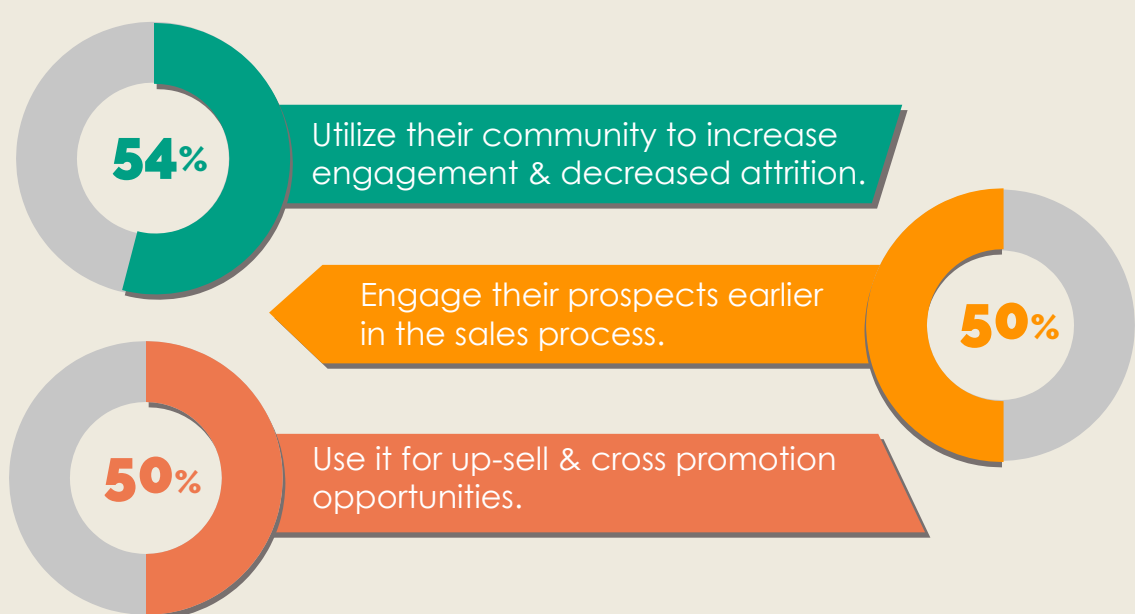 54%
Utilize their community to increase
engagement & decreased attrition.
Engage their prospects earlier
in the sales process.
50%
50%
Use it for up-sell & cross promotion
opportunities.